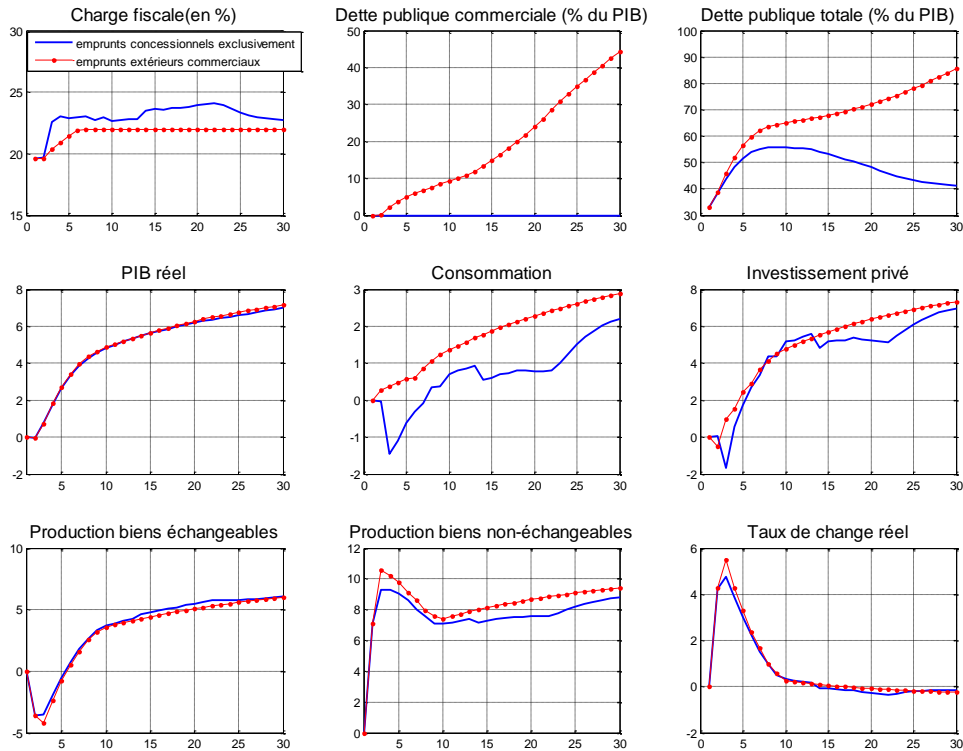 Charge fiscale(en %)
30
25
20
15
0 5 10 15 20 25 30
emprunts concessionnels exclusivement
emprunts extérieurs commerciaux
Dette publique commerciale (% du PIB)
50
40
30
20
10
0
0 5 10 15 20 25 30
Dette publique totale (% du PIB)
100
90
80
70
60
50
40
30
0 5 10 15 20 25 30
PIB réel
8
6
4
2
0
-2
5 10 15 20 25 30
Consommation
3
2
1
0
-1
-2
0 5 10 15 20 25 30
Investissement privé
8
6
4
2
0
-2
0 5 10 15 20 25 30
Production biens échangeables
10
5
0
-5
5 10 15 20 25 30
Production biens non-échangeables
12
10
8
6
4
2
0
5 10 15 20 25 30
Taux de change réel
6
4
2
0
-2
0 5 10 15 20 25 30